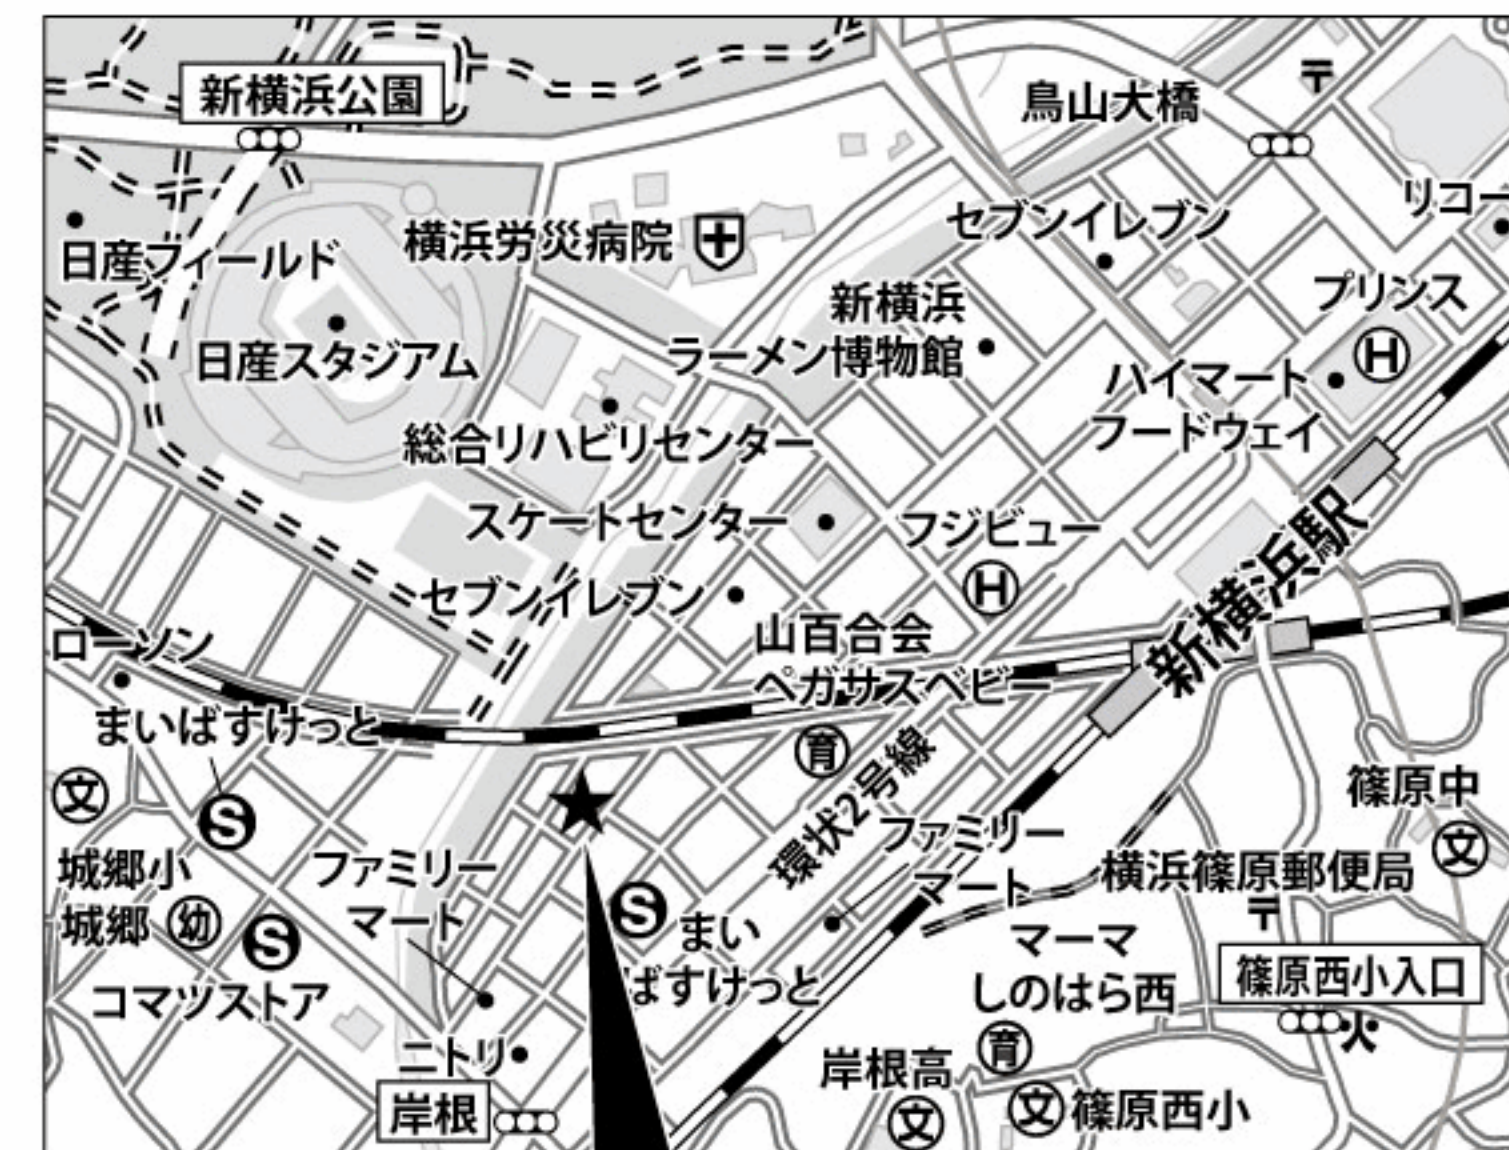 新横浜公園
鳥山大橋
〒
リコー
セブンイレブン
横浜労災病院
日産フィールド
プリンス
H
新横浜
ラーメン博物館
日産スタジアム
ハイマート
フードウェイ
総合リハビリセンター
スケートセンター
フジビュー
H
新横浜駅
セブンイレブン
山百合会
ペガサスベビー
育
ローソン
まいばすけっと
S
文
環状2号線
篠原中
文
ファミリー
マート
横浜篠原郵便局
〒
城郷小
城郷 幼
S
コマツストア
ファミリー
マート
S
まい
ばすけっと
マーマ
しのはら西
育
篠原西小入口
火
ニトリ
岸根
岸根高
文
文 篠原西小